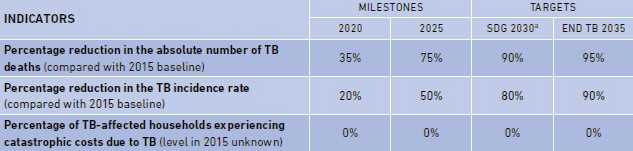 INDICATORS MILESTONES TARGETS
2020 2025 SDG 2030ª END TB 2035
Percentage reduction in the absolute number of TB
deaths (compared with 2015 baseline) 35% 75% 90% 95%
Percentage reduction in the TB incidence rate
(compared with 2015 baseline) 20% 50% 80% 90%
Percentage of TB-affected households experiencing
catastrophic costs due to TB (level in 2015 unknown) 0% 0% 0% 0%